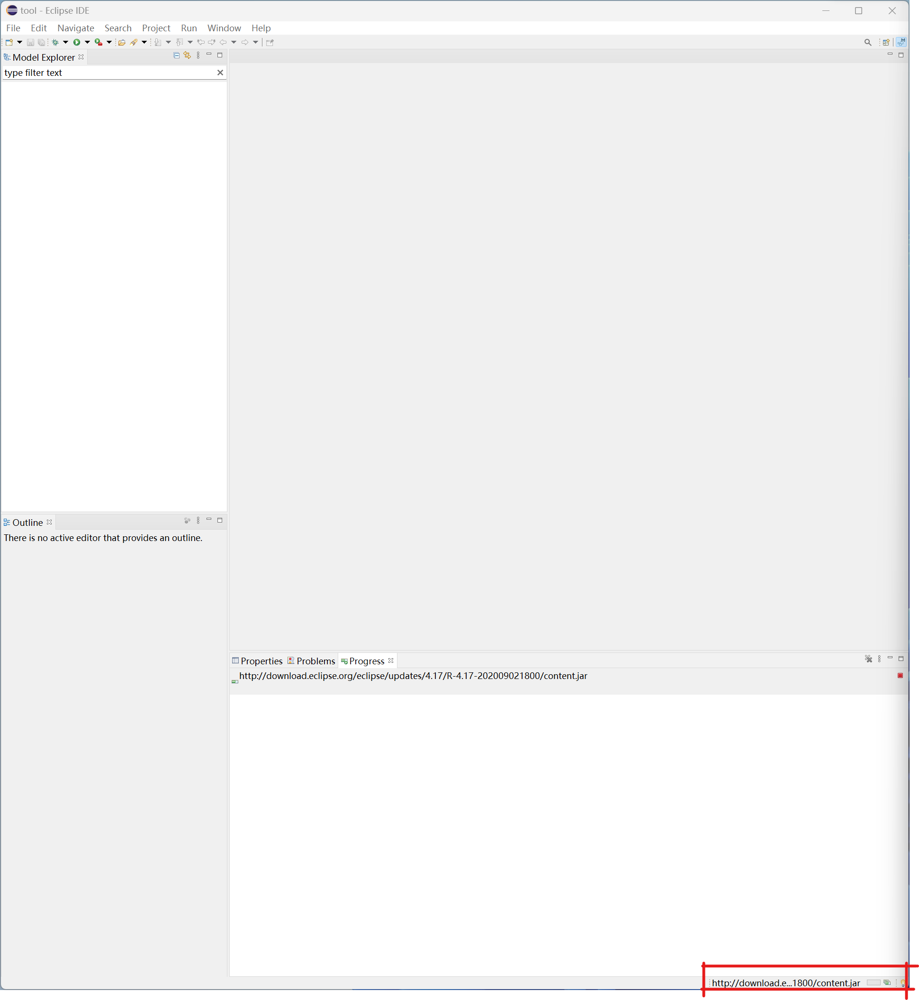 tool - Eclipse IDE
File Edit Navigate Search Project Run Window Help
Model Explorer
type filter text
Outline
There is no active editor that provides an outline.
Properties Problems Progress
http://download.eclipse.org/eclipse/updates/4.17/R-4.17-202009021800/content.jar
http://download.e...1800/content.jar